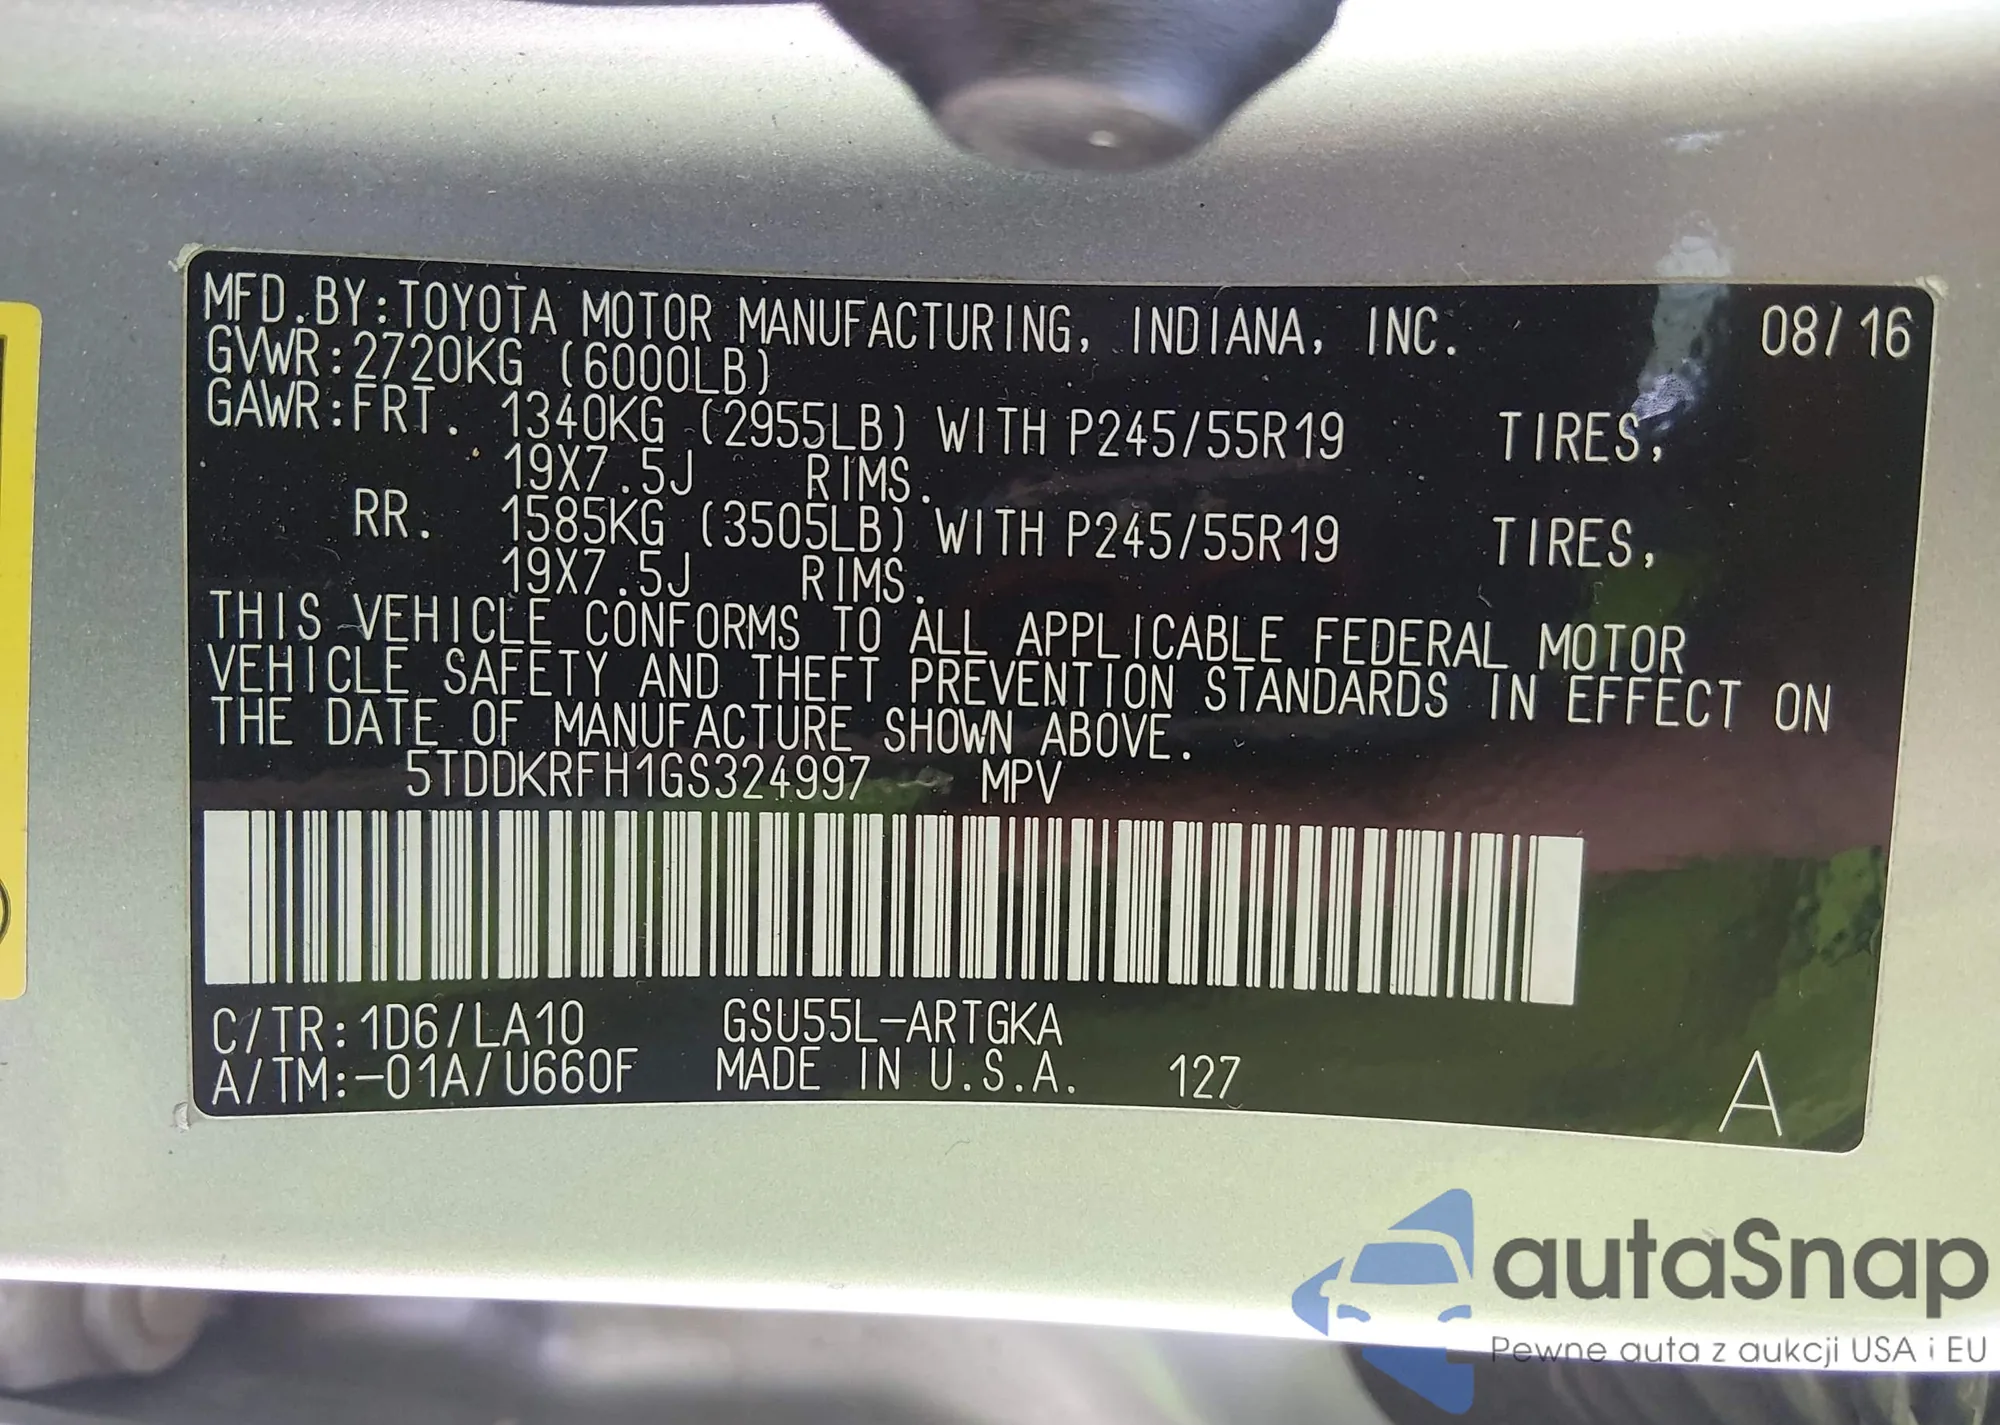 MFD.BY:TOYOTA MOTOR MANUFACTURING, INDIANA, INC. 08/16
GVWR:2720KG (6000LB)
GAWR:FRT. 1340KG (2955LB) WITH P245/55R19 TIRES,
19X7.5J RIMS.
RR. 1585KG (3505LB) WITH P245/55R19 TIRES,
19X7.5J RIMS.
THIS VEHICLE CONFORMS TO ALL APPLICABLE FEDERAL MOTOR
VEHICLE SAFETY AND THEFT PREVENTION STANDARDS IN EFFECT ON
THE DATE OF MANUFACTURE SHOWN ABOVE.
5TDDKRFH1GS324997 MPV
C/TR:1D6/LA10 GSU55L-ARTGKA
A/TM:-01A/U660F MADE IN U.S.A. 127 A
autaSnap
Pewne auta z aukcji USA i EU